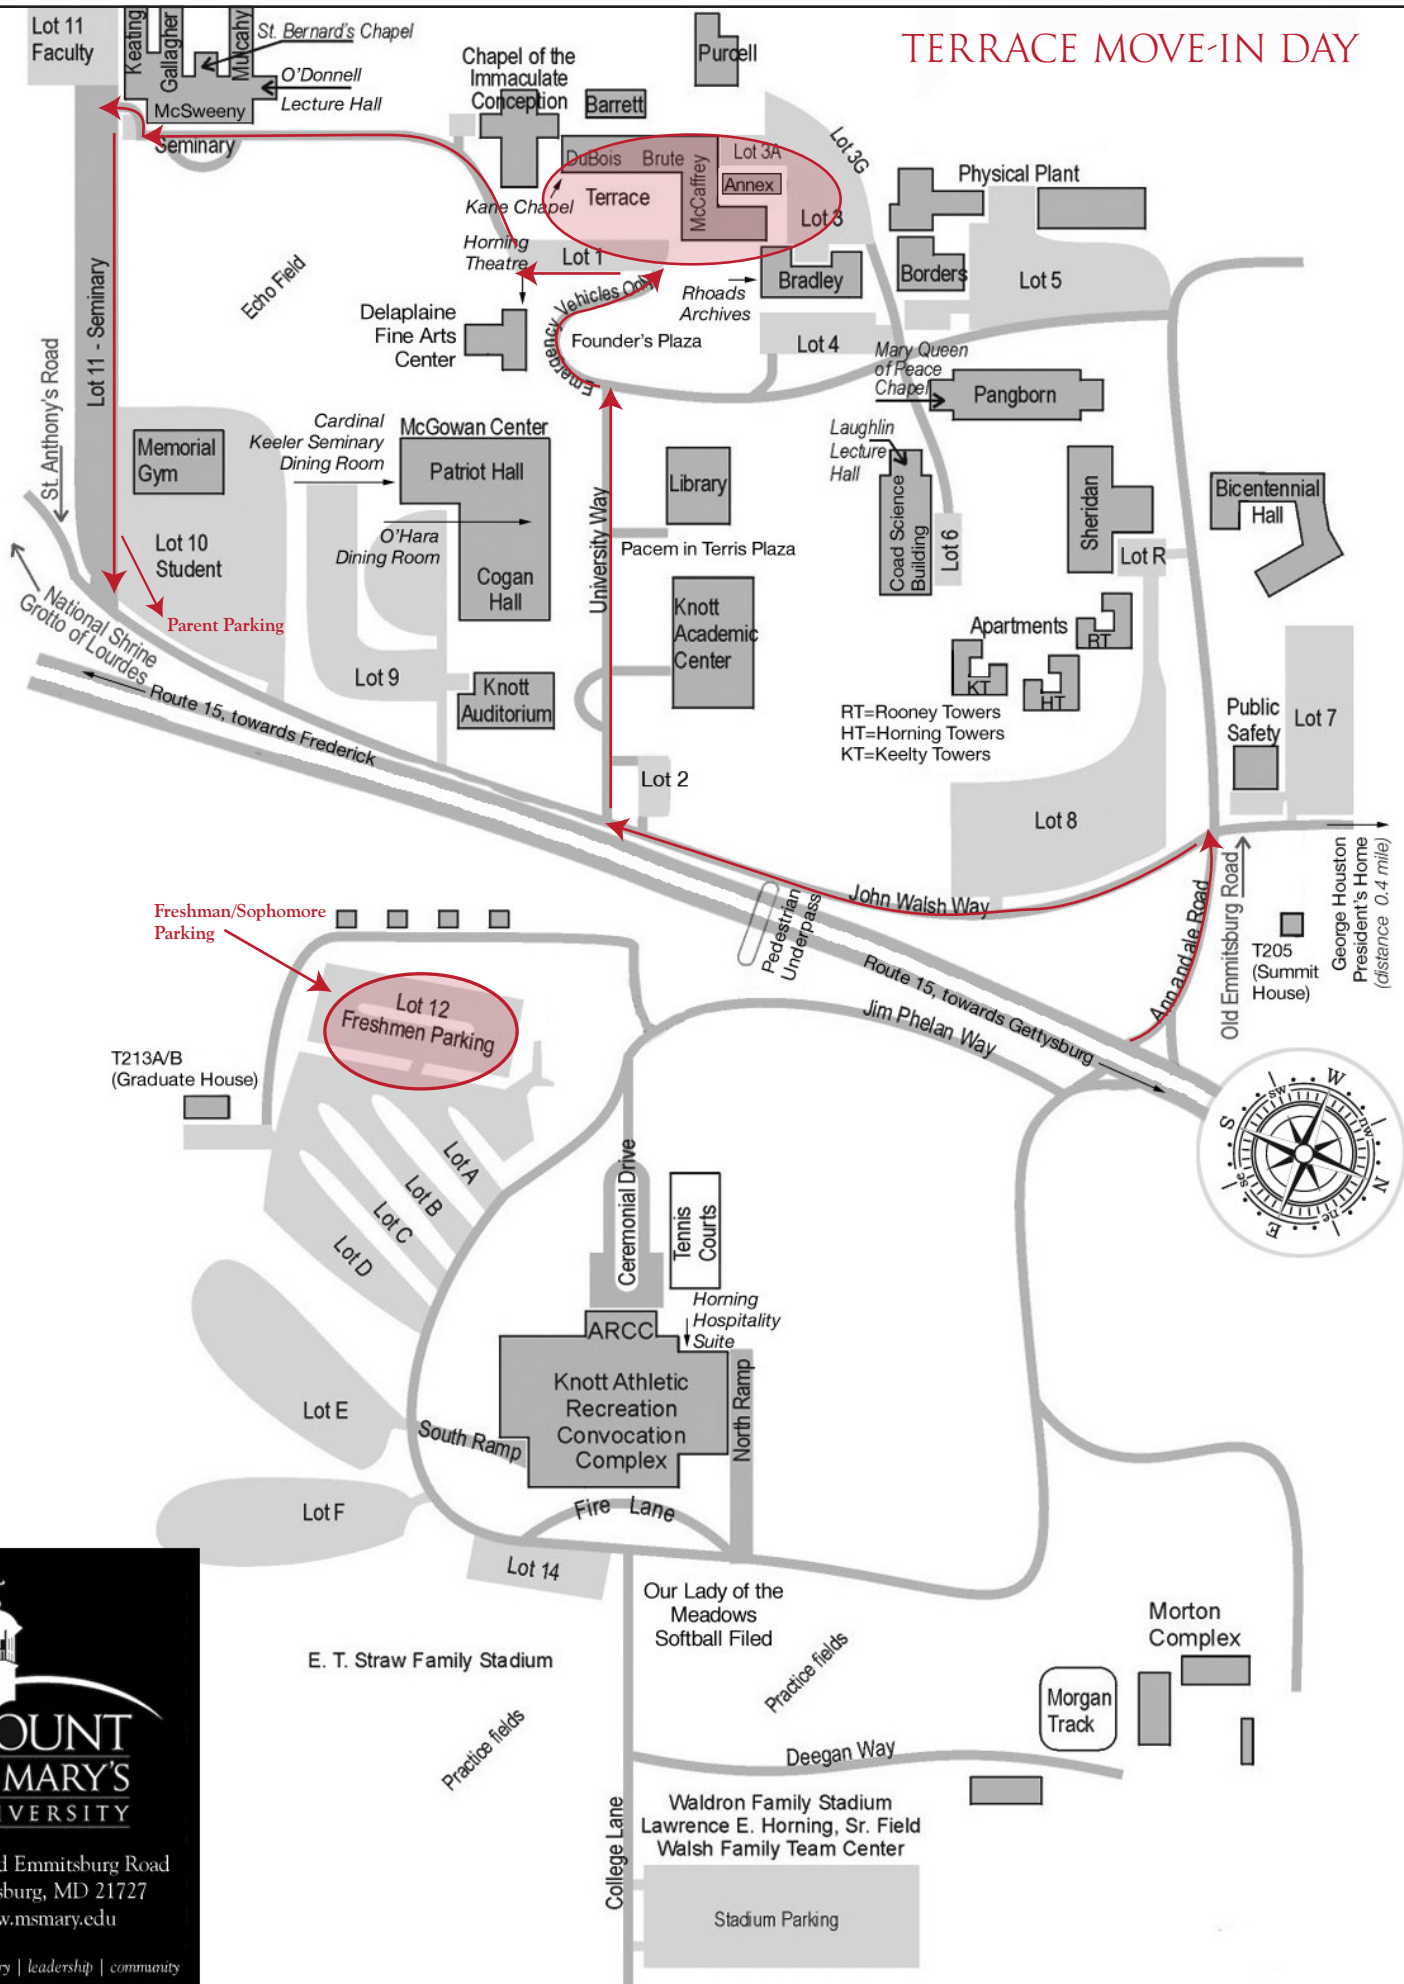 TERRACE MOVE-IN DAY
Lot 11
Faculty
Keating
Gallagher
Mulcahy
St. Bernard's Chapel
O'Donnell
Lecture Hall
McSweeny
Seminary
Chapel of the
Immaculate
Conception
Barrett
Purcell
DuBois
Brute
McCaffrey
Lot 3A
Annex
Lot 3G
Terrace
Kane Chapel
Lot 3
Physical Plant
Horning
Theatre
Lot 1
Emergency Vehicles Only
Bradley
Borders
Lot 5
Rhoads
Archives
Echo Field
Delaplaine
Fine Arts
Center
Founder's Plaza
Lot 4
Mary Queen
of Peace
Chapel
Pangborn
Lot 11 - Seminary
St. Anthony's Road
Memorial
Gym
Cardinal
Keeler Seminary
Dining Room
McGowan Center
Patriot Hall
Library
Laughlin
Lecture
Hall
Coad Science
Building
Lot 6
Sheridan
Bicentennial
Hall
Lot R
Lot 10
Student
O'Hara
Dining Room
Cogan
Hall
University Way
Pacem in Terris Plaza
Knott
Academic
Center
Parent Parking
National Shrine
Grotto of Lourdes
Apartments
RT
KT
HT
RT=Rooney Towers
HT=Horning Towers
KT=Keelty Towers
Lot 9
Knott
Auditorium
Route 15, towards Frederick
Lot 2
Public
Safety
Lot 7
Lot 8
John Walsh Way
Annandale Road
Old Emmitsburg Road
T205
(Summit
House)
George Houston
President's Home
(distance 0.4 mile)
Pedestrian
Underpass
Route 15, towards Gettysburg
Freshman/Sophomore
Parking
Lot 12
Freshmen Parking
Jim Phelan Way
T213A/B
(Graduate House)
W
nw
N
ne
E
se
S
sw
Lot A
Lot B
Lot C
Lot D
Ceremonial Drive
Tennis
Courts
Horning
Hospitality
Suite
ARCC
Knott Athletic
Recreation
Convocation
Complex
North Ramp
South Ramp
Lot E
Lot F
Fire Lane
Lot 14
Our Lady of the
Meadows
Softball Filed
E. T. Straw Family Stadium
Practice fields
Practice fields
Morton
Complex
Morgan
Track
Deegan Way
College Lane
Waldron Family Stadium
Lawrence E. Horning, Sr. Field
Walsh Family Team Center
Stadium Parking
OUNT
MARY'S
IVERSITY
d Emmitsburg Road
sburg, MD 21727
w.msmary.edu
ry | leadership | community